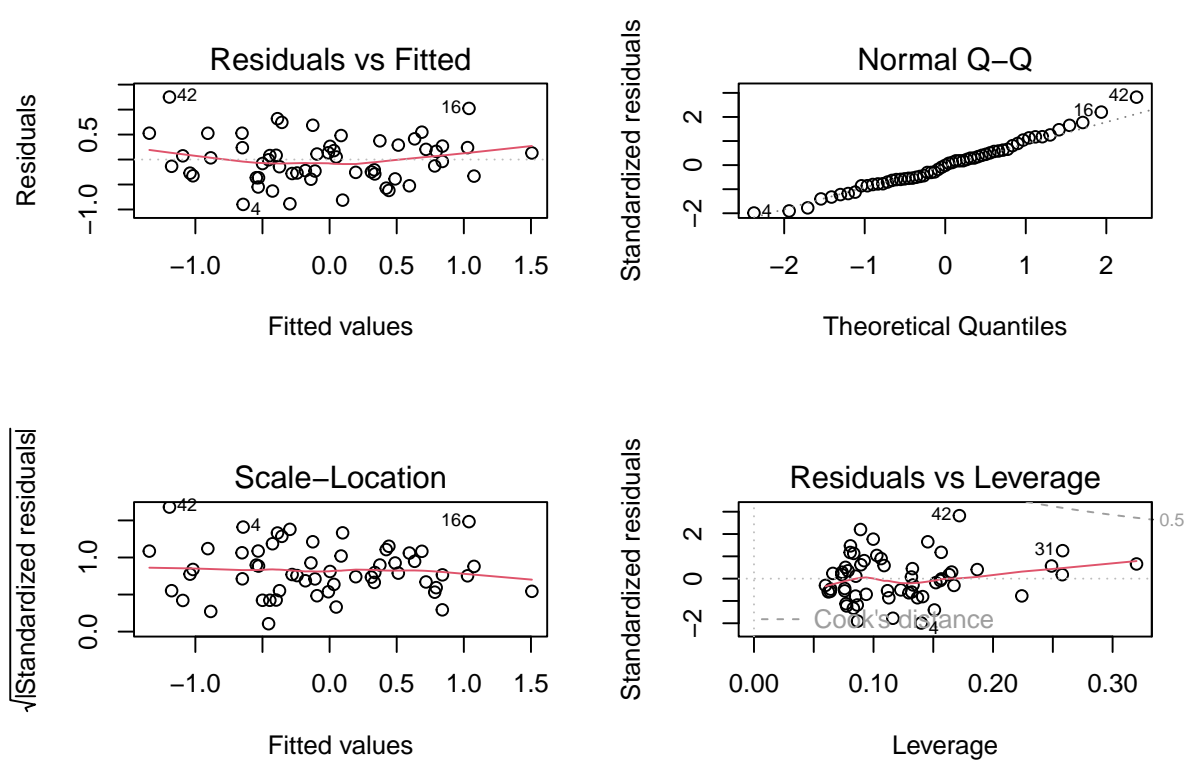 Residuals vs Fitted
Residuals
−1.0 0.5
42
16
4
−1.0 0.0 0.5 1.0 1.5
Fitted values
Normal Q−Q
Standardized residuals
−2 0 2
42
16
4
−2 −1 0 1 2
Theoretical Quantiles
Scale−Location
√|Standardized residuals|
0.0 1.0
42
4
16
−1.0 0.0 0.5 1.0 1.5
Fitted values
Residuals vs Leverage
Standardized residuals
−2 0 2
42
0.5
31
Cook's distance
4
0.00 0.10 0.20 0.30
Leverage